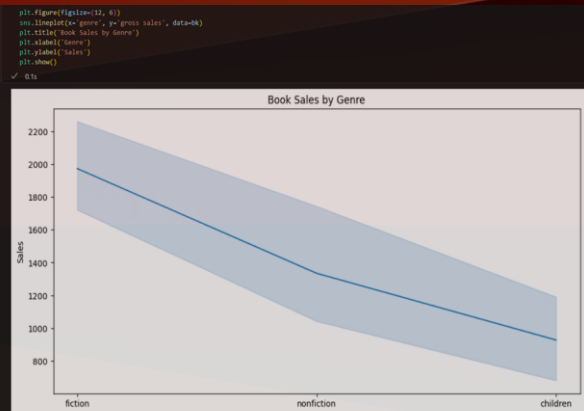 plt.figure(figsize=(12, 6))
sns.lineplot(x='genre', y='gross sales', data=bk)
plt.title('Book Sales by Genre')
plt.xlabel('Genre')
plt.ylabel('Sales')
plt.show()
✓ 0.1s
Book Sales by Genre
2200
2000
1800
1600
1400
1200
1000
800
Sales
fiction nonfiction children